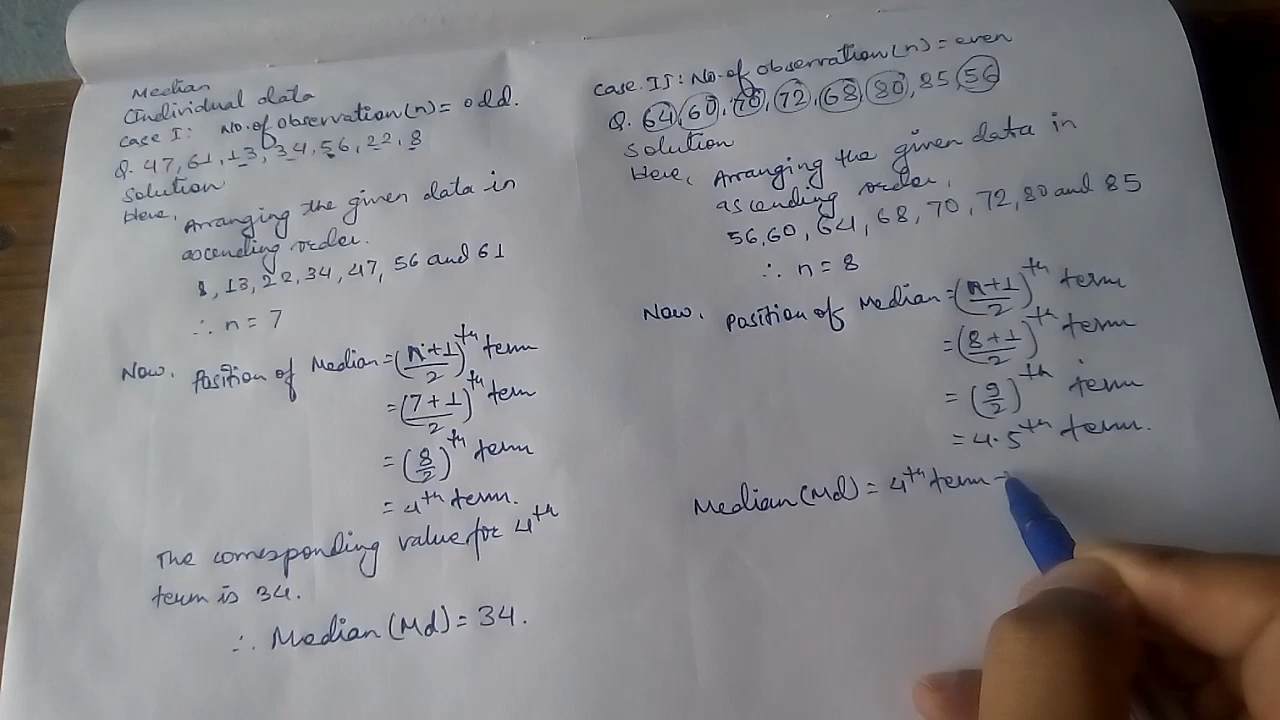 Median
(Individual data
case I: No. of observation(n) = odd.
Q. 47, 61, 13, 34, 56, 22, 8
solution
Here, Arranging the given data in
ascending order.
8, 13, 22, 34, 47, 56 and 61
∴ n = 7
Now. Position of Median = (n+1/2)th term
= (7+1/2)th term
= (8/2)th term
= 4th term.
The corresponding value for 4th
term is 34.
∴ Median (Md) = 34.
case II: No. of observation(n) = even
Q. 64, 60, 70, 72, 68, 80, 85, 56
solution
Here, Arranging the given data in
ascending order,
56, 60, 64, 68, 70, 72, 80 and 85
∴ n = 8
Now. Position of Median = (n+1/2)th term
= (8+1/2)th term
= (9/2)th term
= 4.5th term.
Median (Md) = 4th term